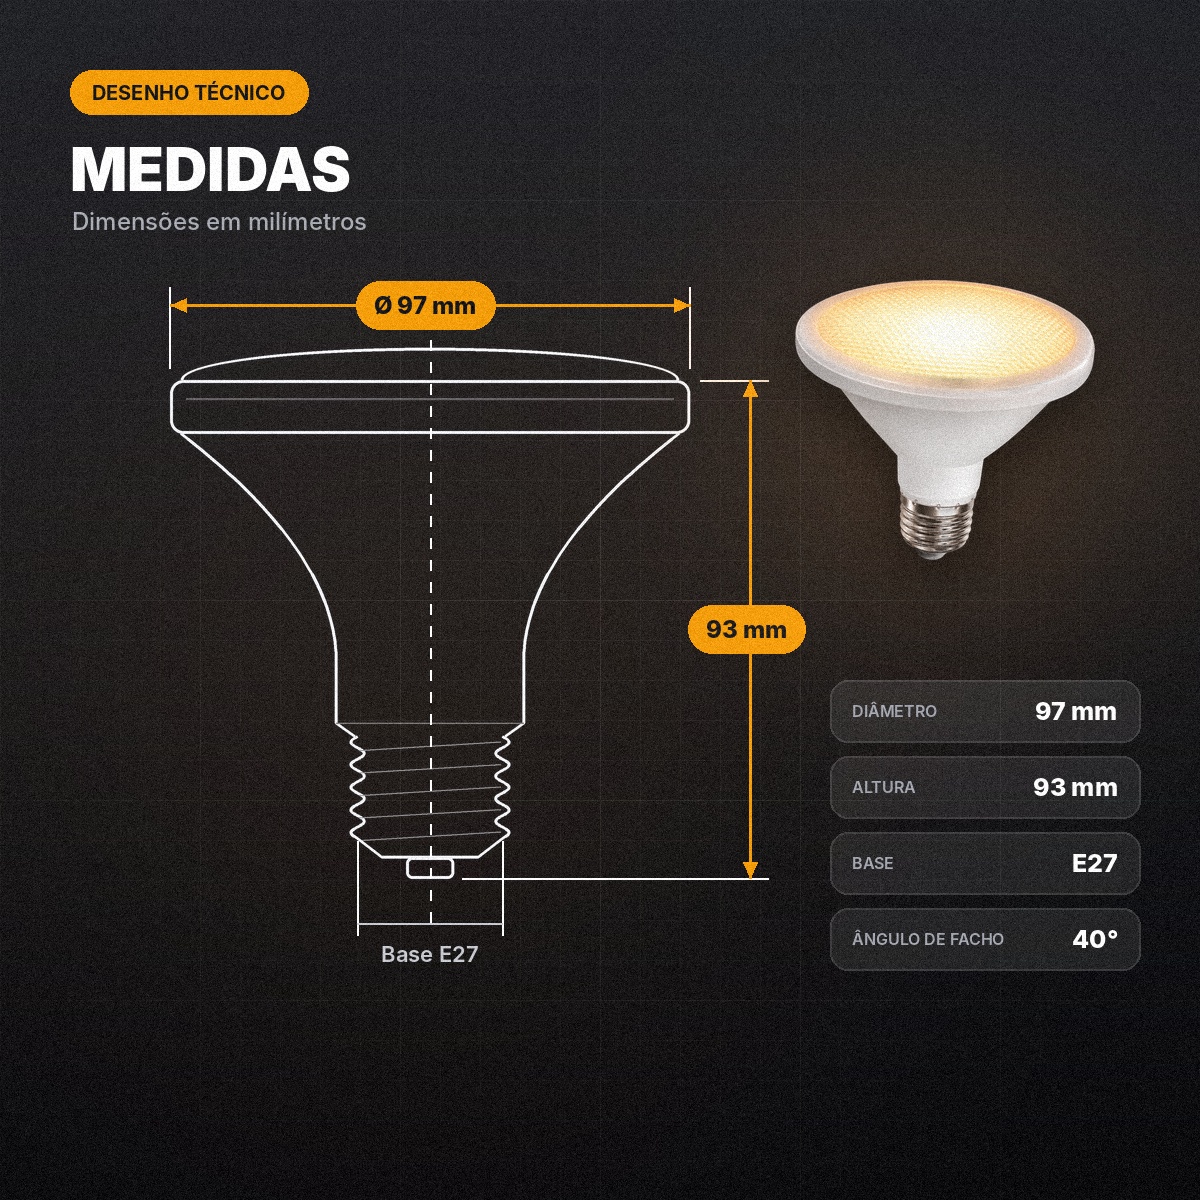 DESENHO TÉCNICO
MEDIDAS
Dimensões em milímetros
Ø 97 mm
93 mm
DIÂMETRO 97 mm
ALTURA 93 mm
BASE E27
ÂNGULO DE FACHO 40°
Base E27